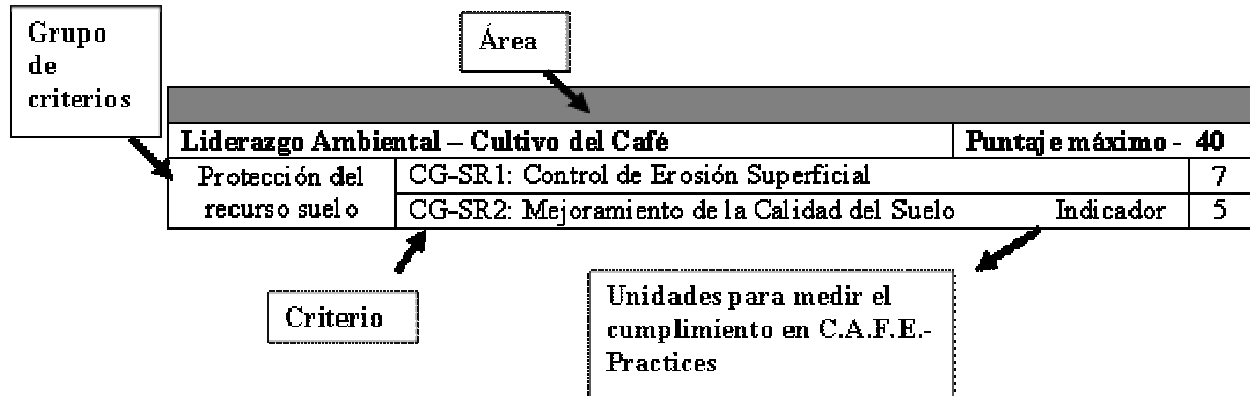 Grupo
de
criterios
Área
Liderazgo Ambiental – Cultivo del Café Puntaje máximo - 40
Protección del
recurso suelo
CG-SR1: Control de Erosión Superficial 7
CG-SR2: Mejoramiento de la Calidad del Suelo Indicador 5
Criterio
Unidades para medir el
cumplimiento en C.A.F.E.-
Practices